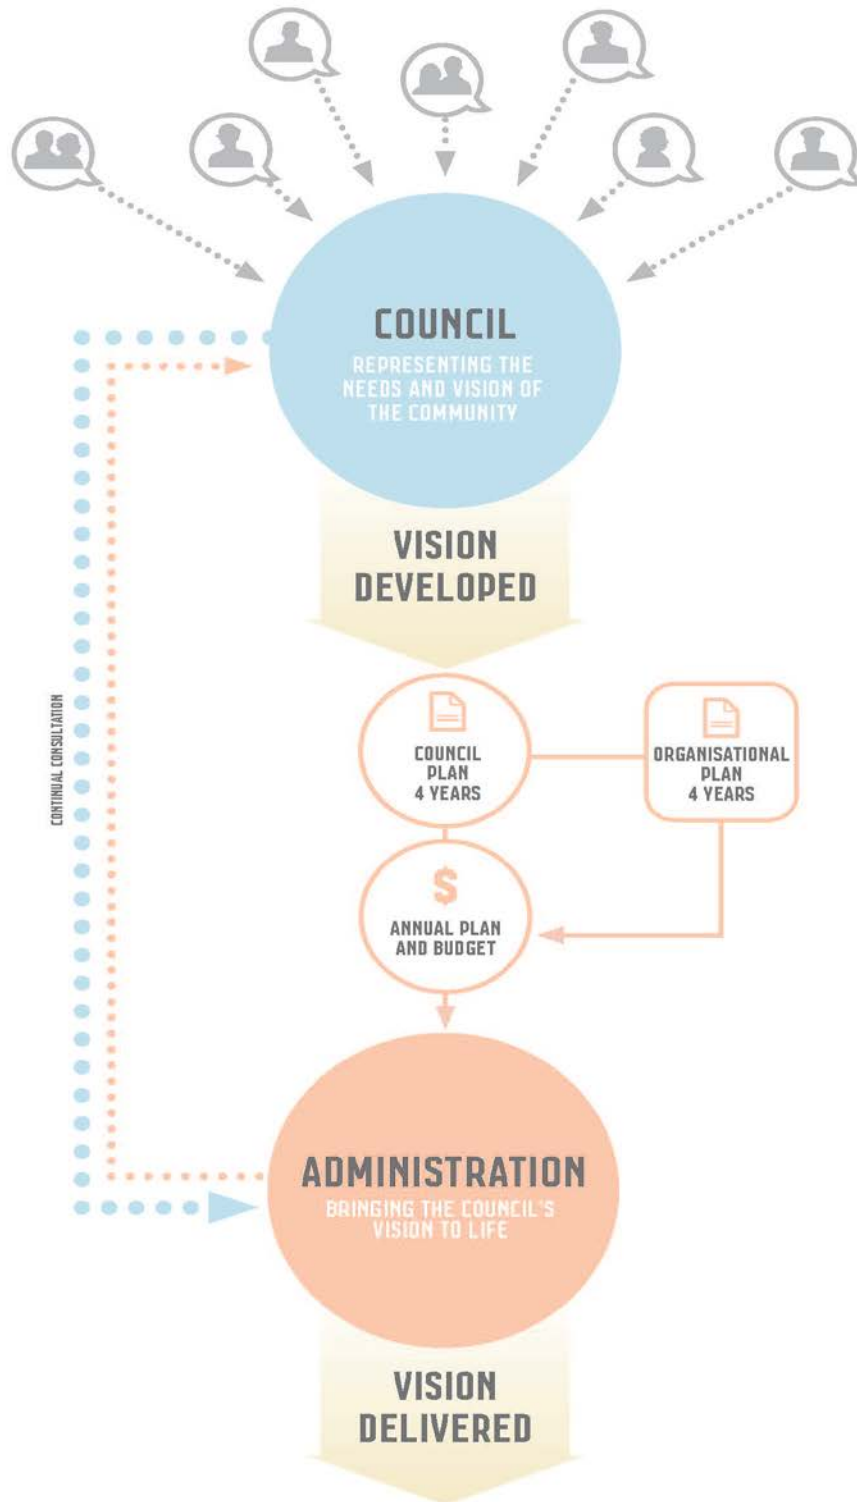 COUNCIL
REPRESENTING THE
NEEDS AND VISION OF
THE COMMUNITY
VISION
DEVELOPED
CONTINUAL CONSULTATION
COUNCIL
PLAN
4 YEARS
ORGANISATIONAL
PLAN
4 YEARS
$
ANNUAL PLAN
AND BUDGET
ADMINISTRATION
BRINGING THE COUNCIL'S
VISION TO LIFE
VISION
DELIVERED